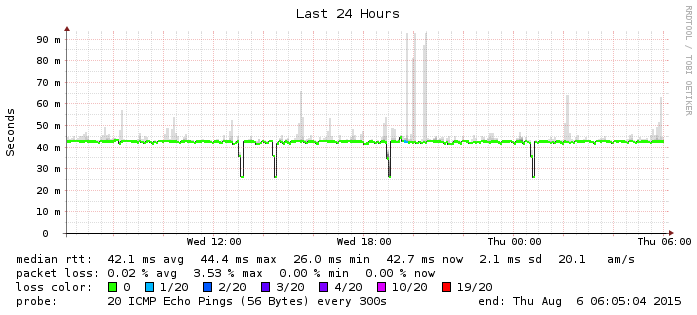 Last 24 Hours
RRDTOOL / TOBI OETIKER
Seconds
90 m
80 m
70 m
60 m
50 m
40 m
30 m
20 m
10 m
0
Wed 12:00 Wed 18:00 Thu 00:00 Thu 06:00
median rtt: 42.1 ms avg 44.4 ms max 26.0 ms min 42.7 ms now 2.1 ms sd 20.1 am/s
packet loss: 0.02 % avg 3.53 % max 0.00 % min 0.00 % now
loss color: 0 1/20 2/20 3/20 4/20 10/20 19/20
probe: 20 ICMP Echo Pings (56 Bytes) every 300s end: Thu Aug 6 06:05:04 2015